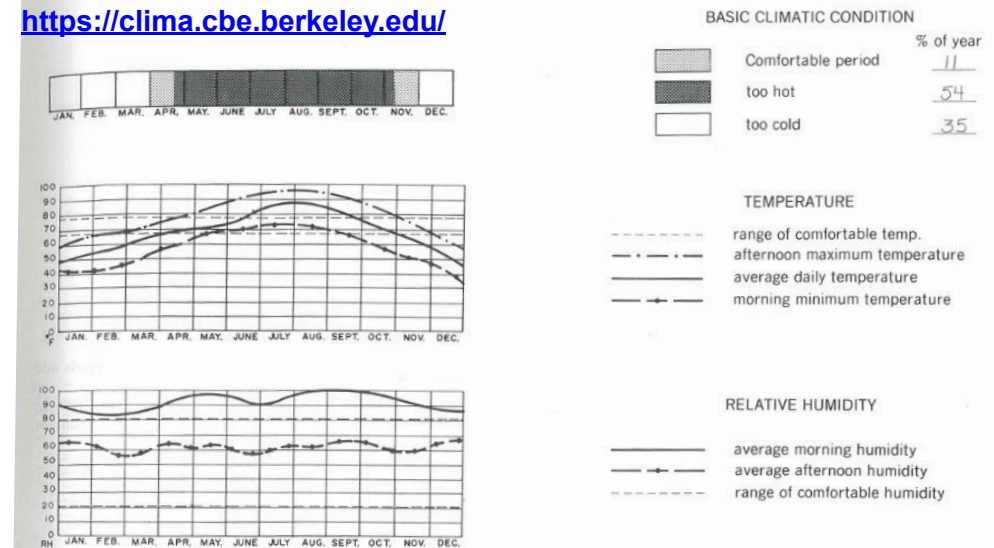 https://clima.cbe.berkeley.edu/
JAN. FEB. MAR. APR. MAY. JUNE JULY AUG. SEPT. OCT. NOV. DEC.
BASIC CLIMATIC CONDITION
% of year
Comfortable period 11
too hot 54
too cold 35
100
90
80
70
60
50
40
30
20
10
0
°F JAN. FEB. MAR. APR. MAY. JUNE JULY AUG. SEPT. OCT. NOV. DEC.
TEMPERATURE
range of comfortable temp.
afternoon maximum temperature
average daily temperature
morning minimum temperature
100
90
80
70
60
50
40
30
20
10
0
RH JAN. FEB. MAR. APR. MAY. JUNE JULY AUG. SEPT. OCT. NOV. DEC.
RELATIVE HUMIDITY
average morning humidity
average afternoon humidity
range of comfortable humidity